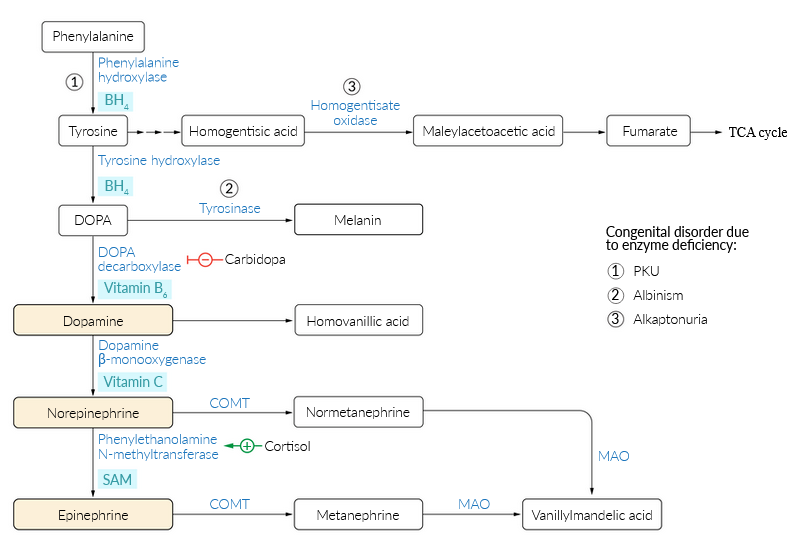 Phenylalanine
①
Phenylalanine
hydroxylase
BH4
③
Homogentisate
oxidase
Tyrosine
Homogentisic acid
Maleylacetoacetic acid
Fumarate
TCA cycle
Tyrosine hydroxylase
BH4
②
Tyrosinase
DOPA
Melanin
DOPA
decarboxylase
Carbidopa
Vitamin B6
Congenital disorder due
to enzyme deficiency:
① PKU
② Albinism
③ Alkaptonuria
Dopamine
Homovanillic acid
Dopamine
β-monooxygenase
Vitamin C
Norepinephrine
COMT
Normetanephrine
Phenylethanolamine
N-methyltransferase
Cortisol
MAO
SAM
Epinephrine
COMT
Metanephrine
MAO
Vanillylmandelic acid